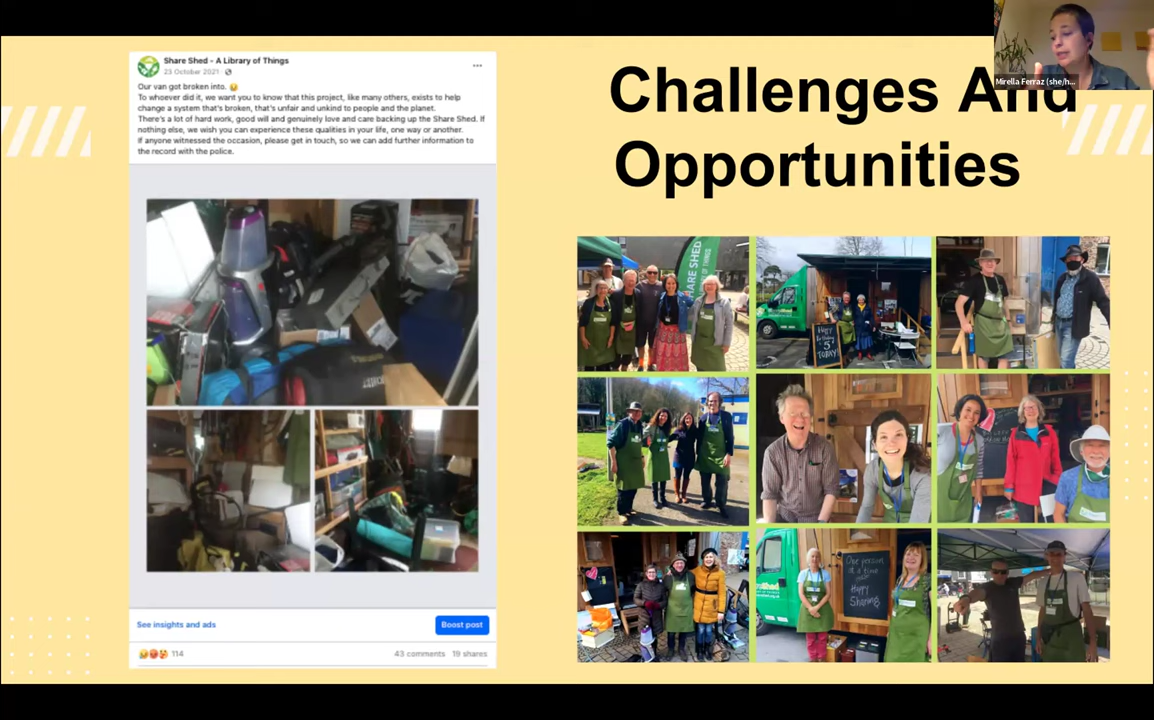 Share Shed - A Library of Things
23 October 2021
Our van got broken into.
To whoever did it, we want you to know that this project, like many others, exists to help
change a system that's broken, that's unfair and unkind to people and the planet.
There's a lot of hard work, good will and genuinely love and care backing up the Share Shed. If
nothing else, we wish you can experience these qualities in your life, one way or another.
If anyone witnessed the occasion, please get in touch, so we can add further information to
the record with the police.
See insights and ads
Boost post
114
43 comments 19 shares
Challenges And
Opportunities
Mirella Ferraz (she/h...
HARE SHED
OF THINGS
Happy
Birthday
5
TODAY!
One person
at a time
Happy
Sharing